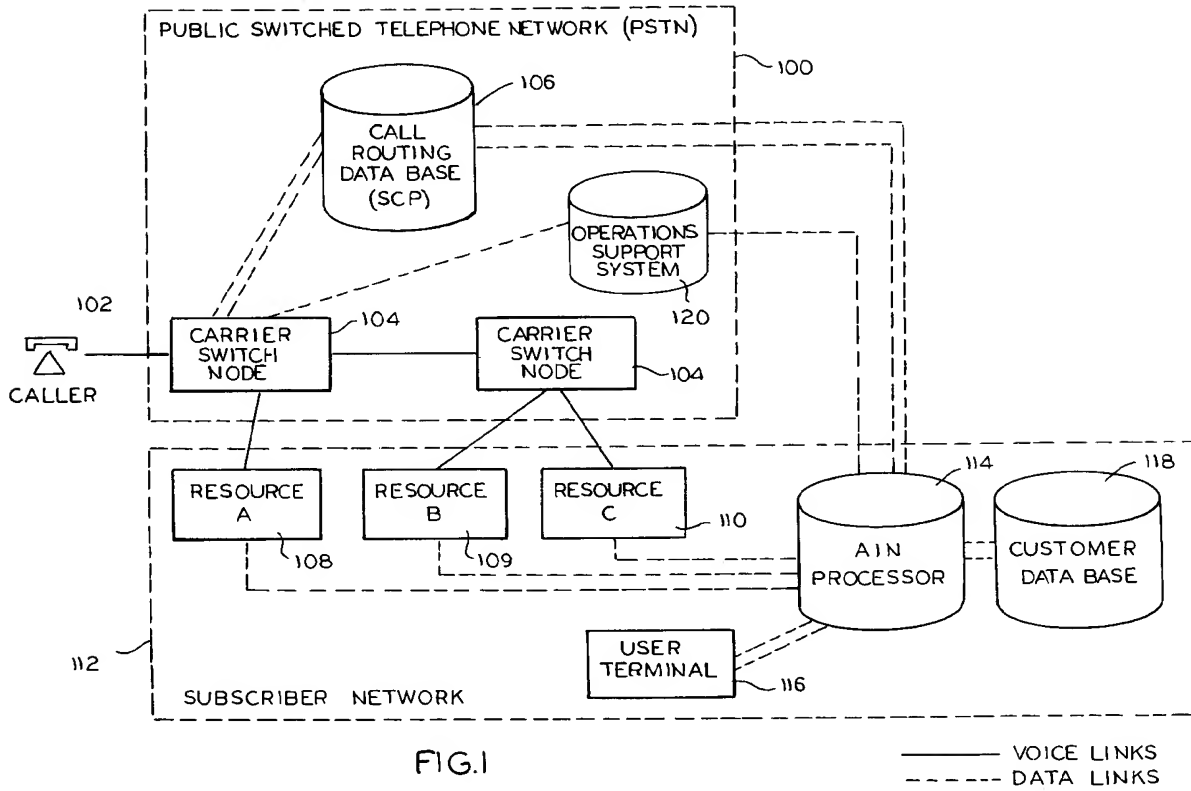 PUBLIC SWITCHED TELEPHONE NETWORK (PSTN)
100
106
CALL
ROUTING
DATA BASE
(SCP)
OPERATIONS
SUPPORT
SYSTEM
120
102
CALLER
CARRIER
SWITCH
NODE
104
CARRIER
SWITCH
NODE
104
RESOURCE
A
108
RESOURCE
B
109
RESOURCE
C
110
114
AIN
PROCESSOR
118
CUSTOMER
DATA BASE
USER
TERMINAL
116
112
SUBSCRIBER NETWORK
FIG.1
VOICE LINKS
DATA LINKS